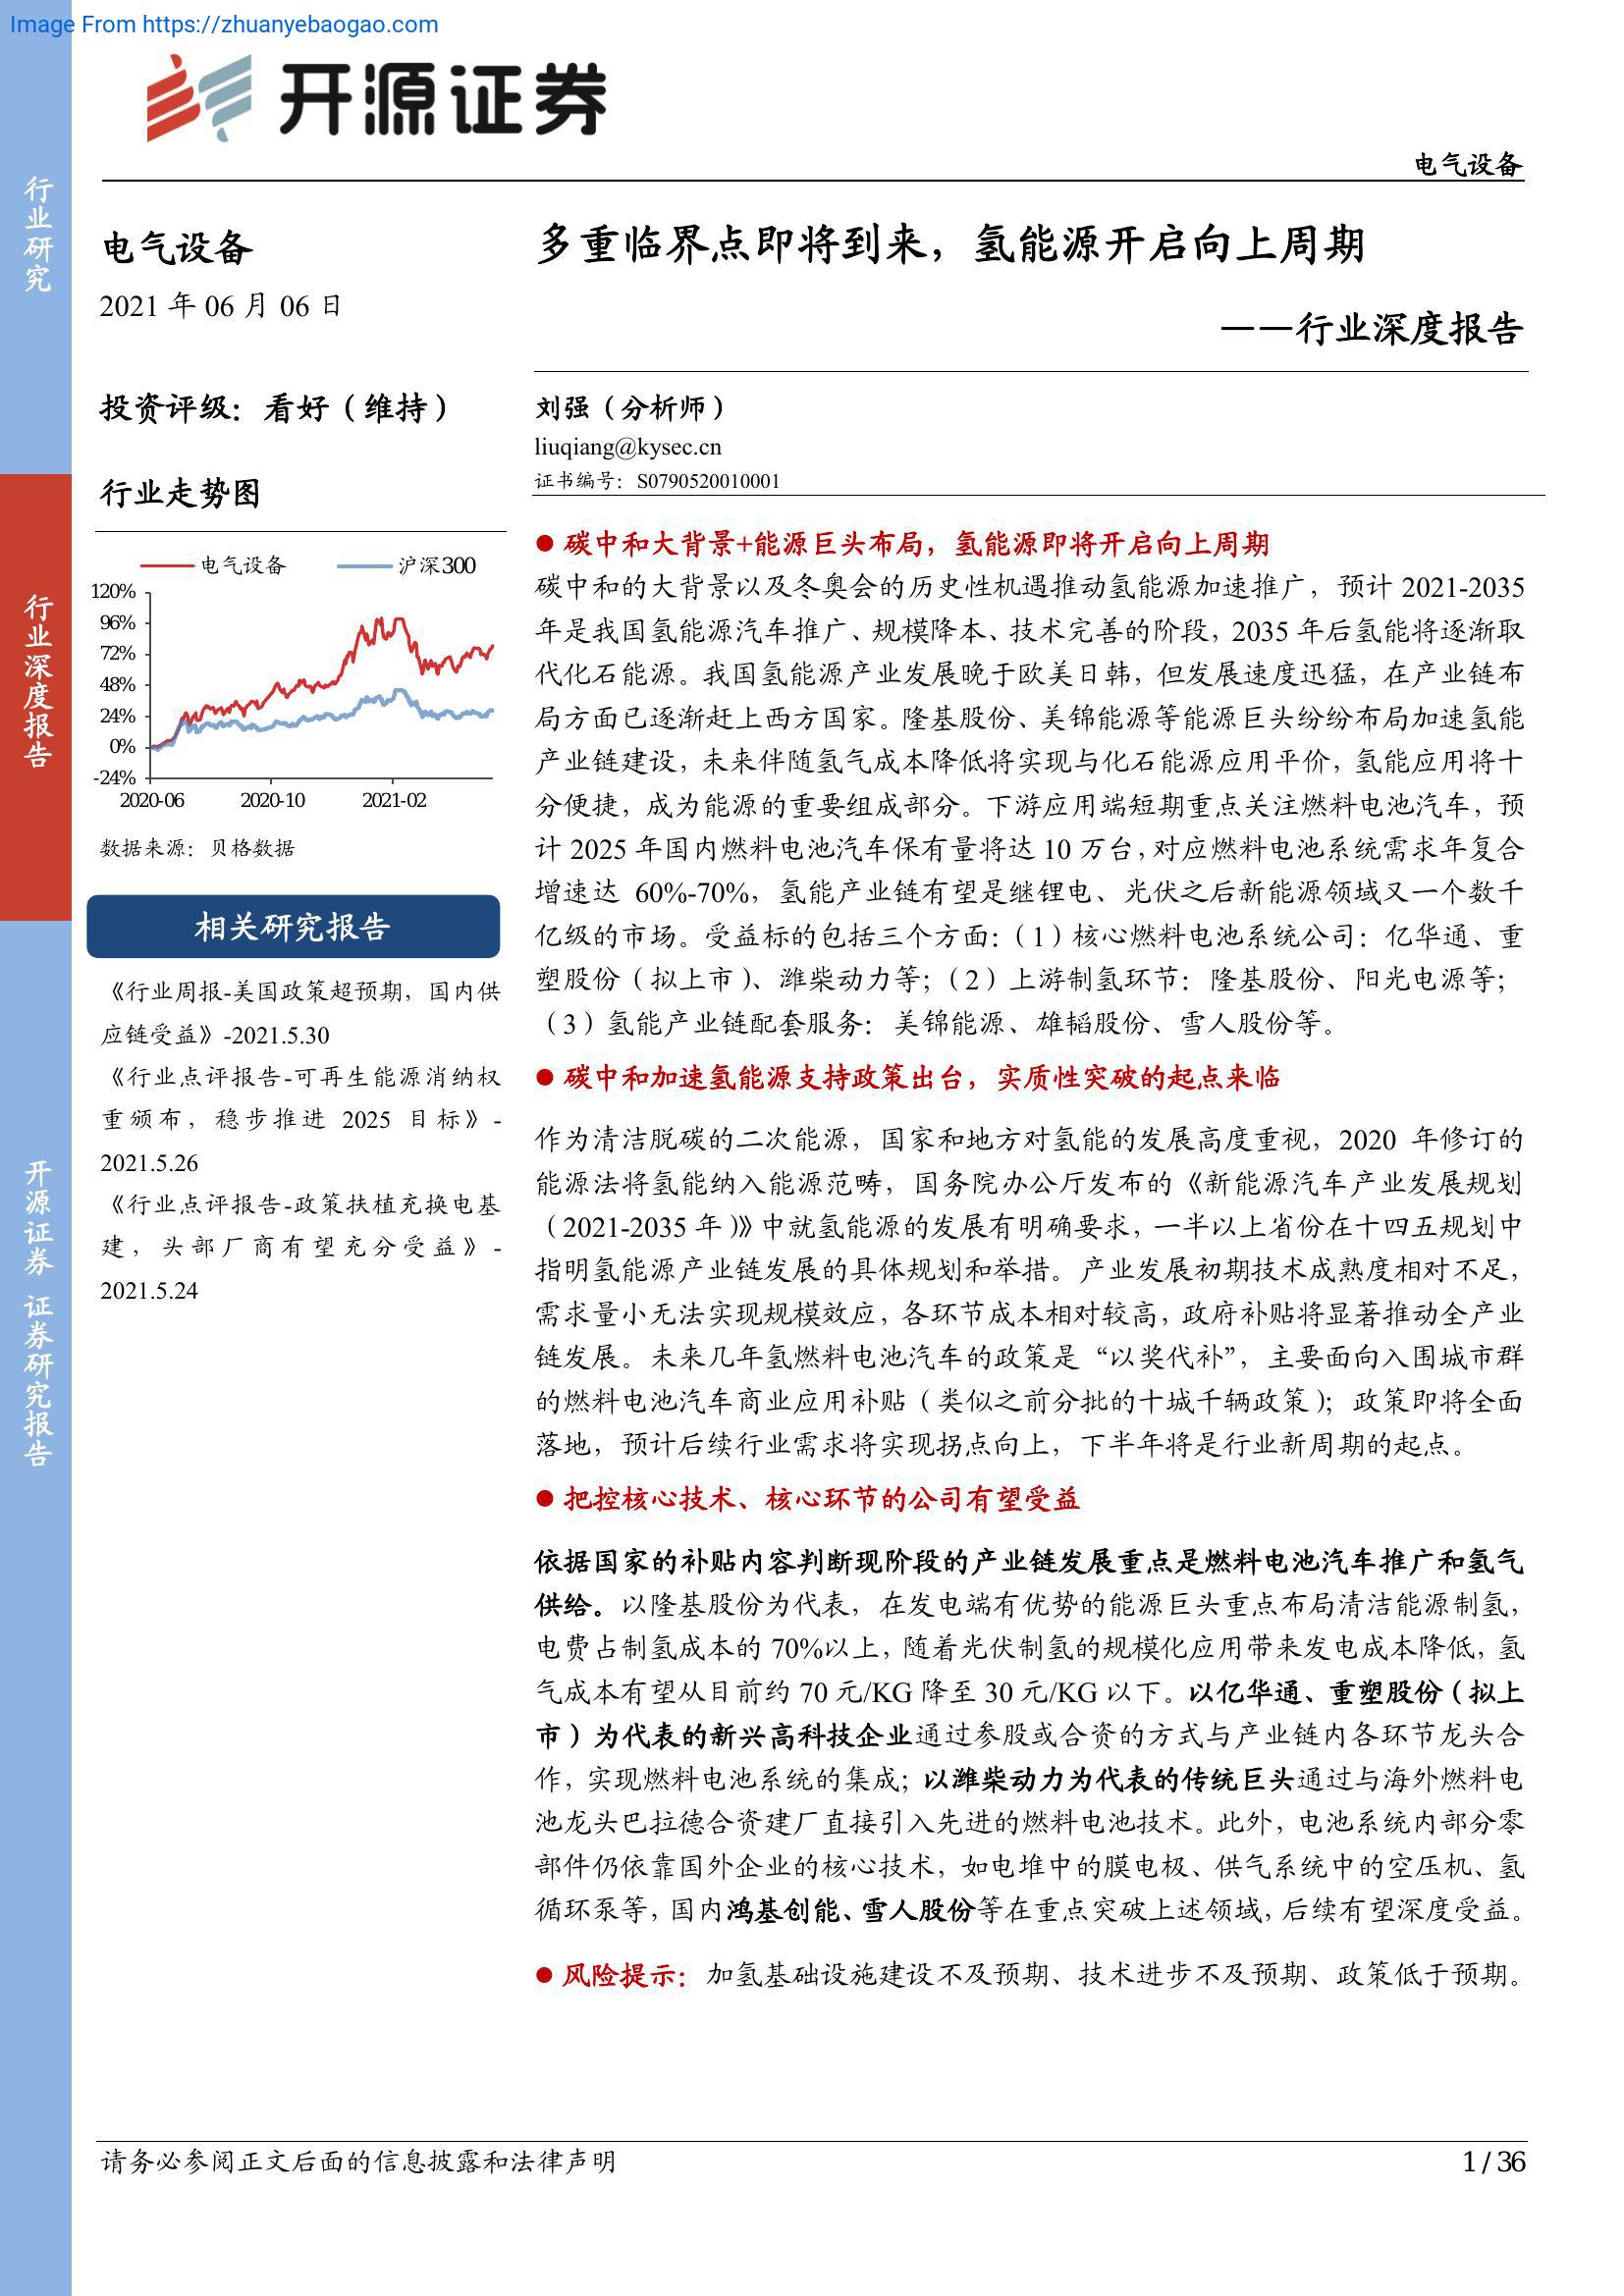 Image From https://zhuanyebaogao.com
开源证券
电气设备
行业研究
行业深度报告
开源证券 证券研究报告
电气设备
2021 年 06 月 06 日
投资评级：看好（维持）
行业走势图
电气设备 沪深300
120%
96%
72%
48%
24%
0%
-24%
2020-06 2020-10 2021-02
数据来源：贝格数据
相关研究报告
《行业周报-美国政策超预期，国内供
应链受益》-2021.5.30
《行业点评报告-可再生能源消纳权
重颁布，稳步推进 2025 目标》-
2021.5.26
《行业点评报告-政策扶植充换电基
建，头部厂商有望充分受益》-
2021.5.24
多重临界点即将到来，氢能源开启向上周期
——行业深度报告
刘强（分析师）
liuqiang@kysec.cn
证书编号：S0790520010001
● 碳中和大背景+能源巨头布局，氢能源即将开启向上周期
碳中和的大背景以及冬奥会的历史性机遇推动氢能源加速推广，预计 2021-2035
年是我国氢能源汽车推广、规模降本、技术完善的阶段，2035 年后氢能将逐渐取
代化石能源。我国氢能源产业发展晚于欧美日韩，但发展速度迅猛，在产业链布
局方面已逐渐赶上西方国家。隆基股份、美锦能源等能源巨头纷纷布局加速氢能
产业链建设，未来伴随氢气成本降低将实现与化石能源应用平价，氢能应用将十
分便捷，成为能源的重要组成部分。下游应用端短期重点关注燃料电池汽车，预
计 2025 年国内燃料电池汽车保有量将达 10 万台，对应燃料电池系统需求年复合
增速达 60%-70%，氢能产业链有望是继锂电、光伏之后新能源领域又一个数千
亿级的市场。受益标的包括三个方面：（1）核心燃料电池系统公司：亿华通、重
塑股份（拟上市）、潍柴动力等；（2）上游制氢环节：隆基股份、阳光电源等；
（3）氢能产业链配套服务：美锦能源、雄韬股份、雪人股份等。
● 碳中和加速氢能源支持政策出台，实质性突破的起点来临
作为清洁脱碳的二次能源，国家和地方对氢能的发展高度重视，2020 年修订的
能源法将氢能纳入能源范畴，国务院办公厅发布的《新能源汽车产业发展规划
（2021-2035 年）》中就氢能源的发展有明确要求，一半以上省份在十四五规划中
指明氢能源产业链发展的具体规划和举措。产业发展初期技术成熟度相对不足，
需求量小无法实现规模效应，各环节成本相对较高，政府补贴将显著推动全产业
链发展。未来几年氢燃料电池汽车的政策是“以奖代补”，主要面向入围城市群
的燃料电池汽车商业应用补贴（类似之前分批的十城千辆政策）；政策即将全面
落地，预计后续行业需求将实现拐点向上，下半年将是行业新周期的起点。
● 把控核心技术、核心环节的公司有望受益
依据国家的补贴内容判断现阶段的产业链发展重点是燃料电池汽车推广和氢气
供给。以隆基股份为代表，在发电端有优势的能源巨头重点布局清洁能源制氢，
电费占制氢成本的 70%以上，随着光伏制氢的规模化应用带来发电成本降低，氢
气成本有望从目前约 70 元/KG 降至 30 元/KG 以下。以亿华通、重塑股份（拟上
市）为代表的新兴高科技企业通过参股或合资的方式与产业链内各环节龙头合
作，实现燃料电池系统的集成；以潍柴动力为代表的传统巨头通过与海外燃料电
池龙头巴拉德合资建厂直接引入先进的燃料电池技术。此外，电池系统内部分零
部件仍依靠国外企业的核心技术，如电堆中的膜电极、供气系统中的空压机、氢
循环泵等，国内鸿基创能、雪人股份等在重点突破上述领域，后续有望深度受益。
● 风险提示：加氢基础设施建设不及预期、技术进步不及预期、政策低于预期。
请务必参阅正文后面的信息披露和法律声明
1 / 36